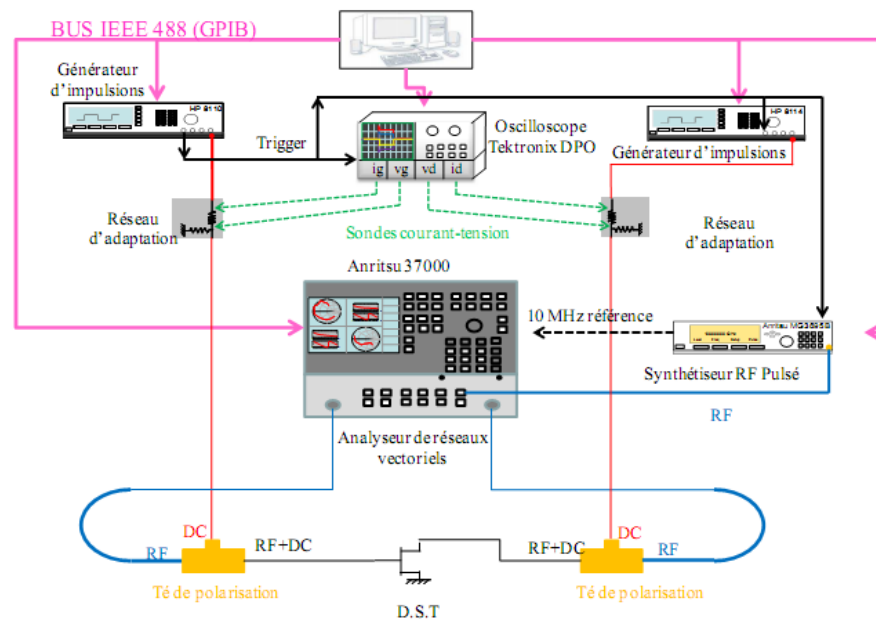 BUS IEEE 488 (GPIB)
Générateur
d'impulsions
HP 8110
Trigger
Oscilloscope
Tektronix DPO
ig vg vd id
HP 8114
Générateur d'impulsions
Réseau
d'adaptation
Sondes courant-tension
Réseau
d'adaptation
Anritsu 37000
10 MHz référence
Anritsu MG3695B
Synthétiseur RF Pulsé
RF
Analyseur de réseaux
vectoriels
DC
RF
RF+DC
Té de polarisation
D.S.T
DC
RF+DC
RF
Té de polarisation